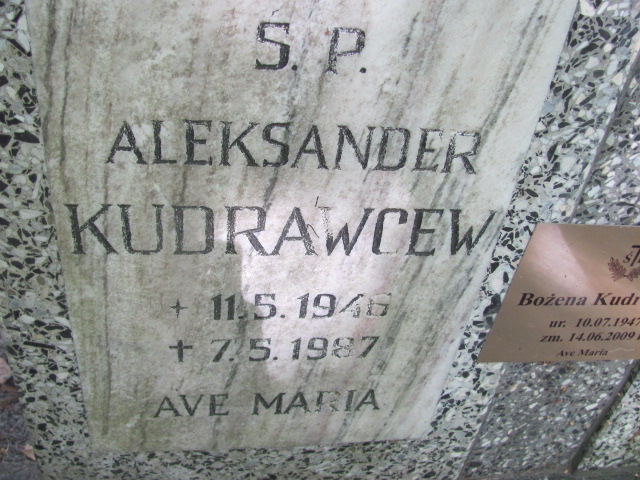 Ś. P.
ALEKSANDER
KUDRAWCEW
+ 11.5.1946
+ 7.5.1987
AVE MARIA
Bożena
ur. 10.07.1947
zm. 14.06.2009
Ave Maria